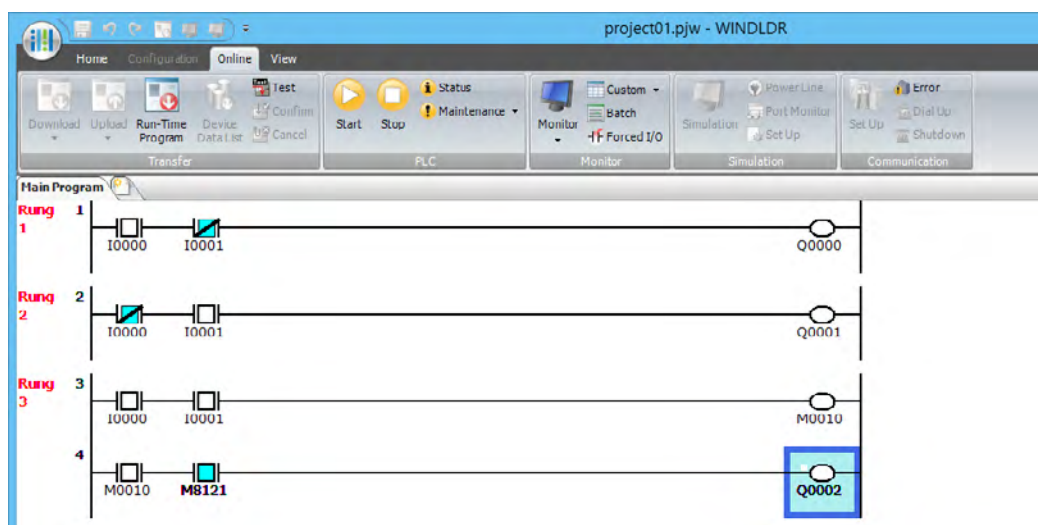 project01.pjw - WINDLDR
Home Configuration Online View
Download Upload Run-Time Program Device Data List Test Confirm Cancel
Transfer
Start Stop Status Maintenance
PLC
Monitor Custom Batch Forced I/O
Monitor
Simulation Power Line Port Monitor Set Up
Simulation
Set Up Error Dial Up Shutdown
Communication
Main Program
Rung 1 1
I0000 I0001 Q0000
Rung 2 2
I0000 I0001 Q0001
Rung 3 3
I0000 I0001 M0010
4
M0010 M8121 Q0002